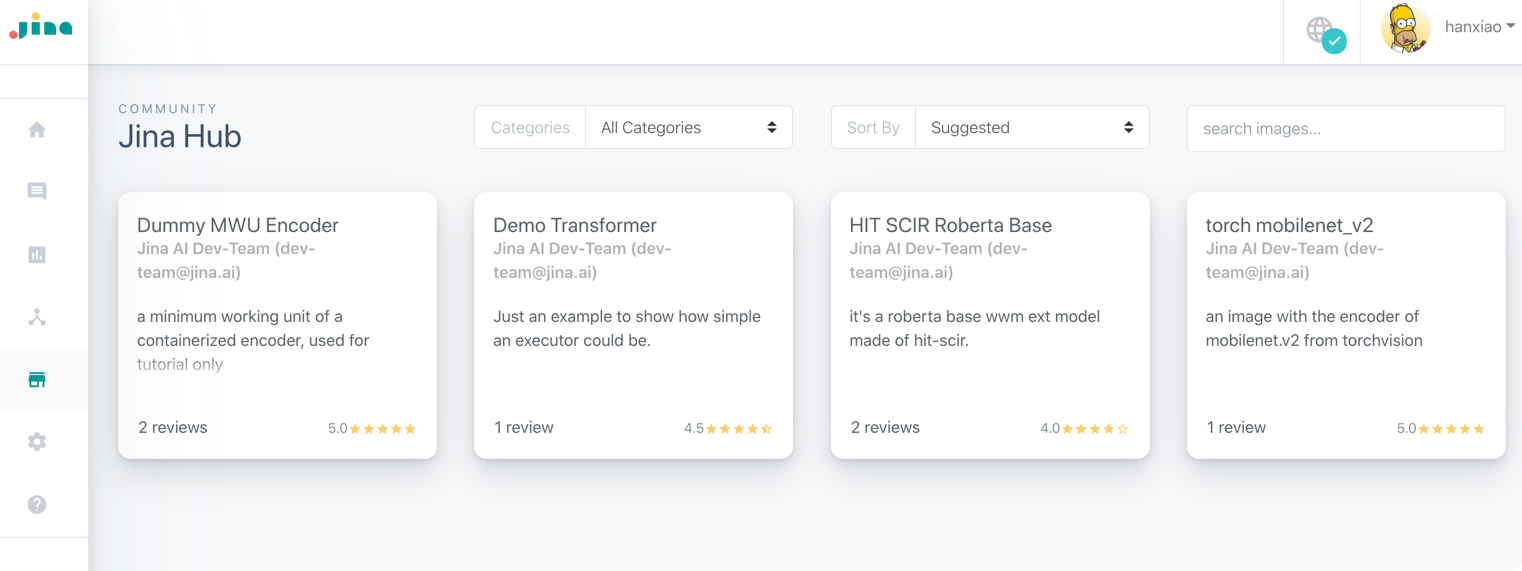 Jina
hanxiao
COMMUNITY
Jina Hub
Categories
All Categories
Sort By
Suggested
search images...
Dummy MWU Encoder
Jina AI Dev-Team (dev-
team@jina.ai)
a minimum working unit of a
containerized encoder, used for
tutorial only
2 reviews
5.0
Demo Transformer
Jina AI Dev-Team (dev-
team@jina.ai)
Just an example to show how simple
an executor could be.
1 review
4.5
HIT SCIR Roberta Base
Jina AI Dev-Team (dev-
team@jina.ai)
it's a roberta base wwm ext model
made of hit-scir.
2 reviews
4.0
torch mobilenet_v2
Jina AI Dev-Team (dev-
team@jina.ai)
an image with the encoder of
mobilenet.v2 from torchvision
1 review
5.0